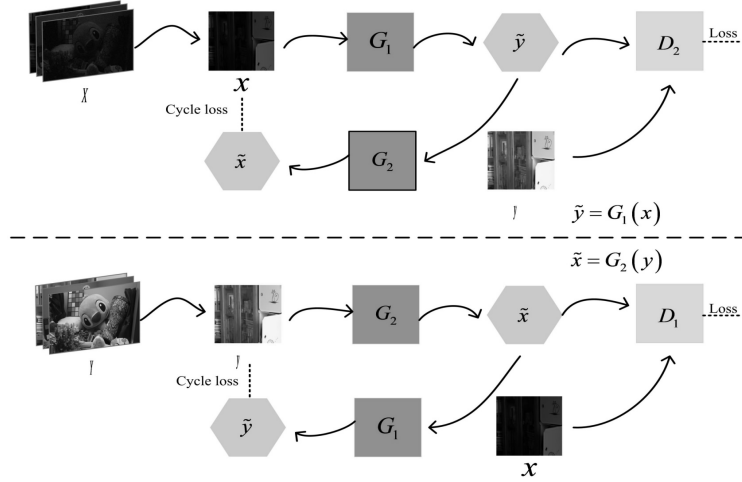 G₁
ỹ
D₂
Loss
X
x
Cycle loss
x̃
G₂
y
ỹ = G₁(x)
x̃ = G₂(y)
G₂
x̃
D₁
Loss
Y
y
Cycle loss
ỹ
G₁
x